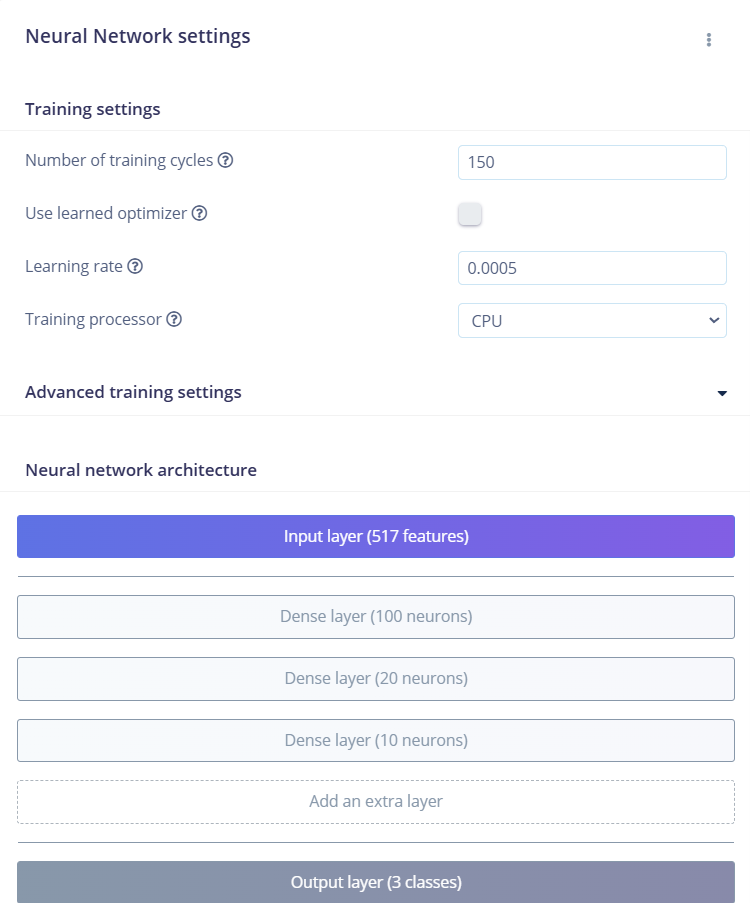 Neural Network settings
Training settings
Number of training cycles ?
150
Use learned optimizer ?
Learning rate ?
0.0005
Training processor ?
CPU
Advanced training settings
Neural network architecture
Input layer (517 features)
Dense layer (100 neurons)
Dense layer (20 neurons)
Dense layer (10 neurons)
Add an extra layer
Output layer (3 classes)